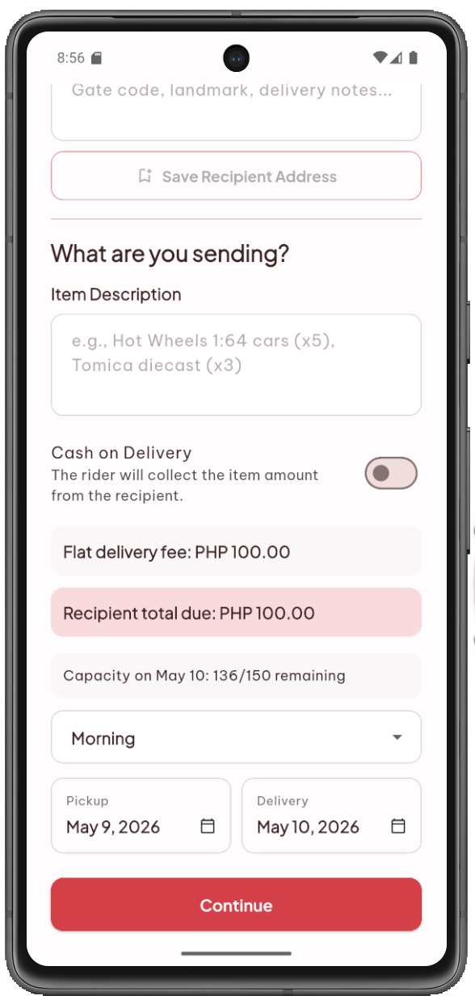 8:56
Gate code, landmark, delivery notes...
Save Recipient Address
What are you sending?
Item Description
e.g., Hot Wheels 1:64 cars (x5),
Tomica diecast (x3)
Cash on Delivery
The rider will collect the item amount
from the recipient.
Flat delivery fee: PHP 100.00
Recipient total due: PHP 100.00
Capacity on May 10: 136/150 remaining
Morning
Pickup
May 9, 2026
Delivery
May 10, 2026
Continue